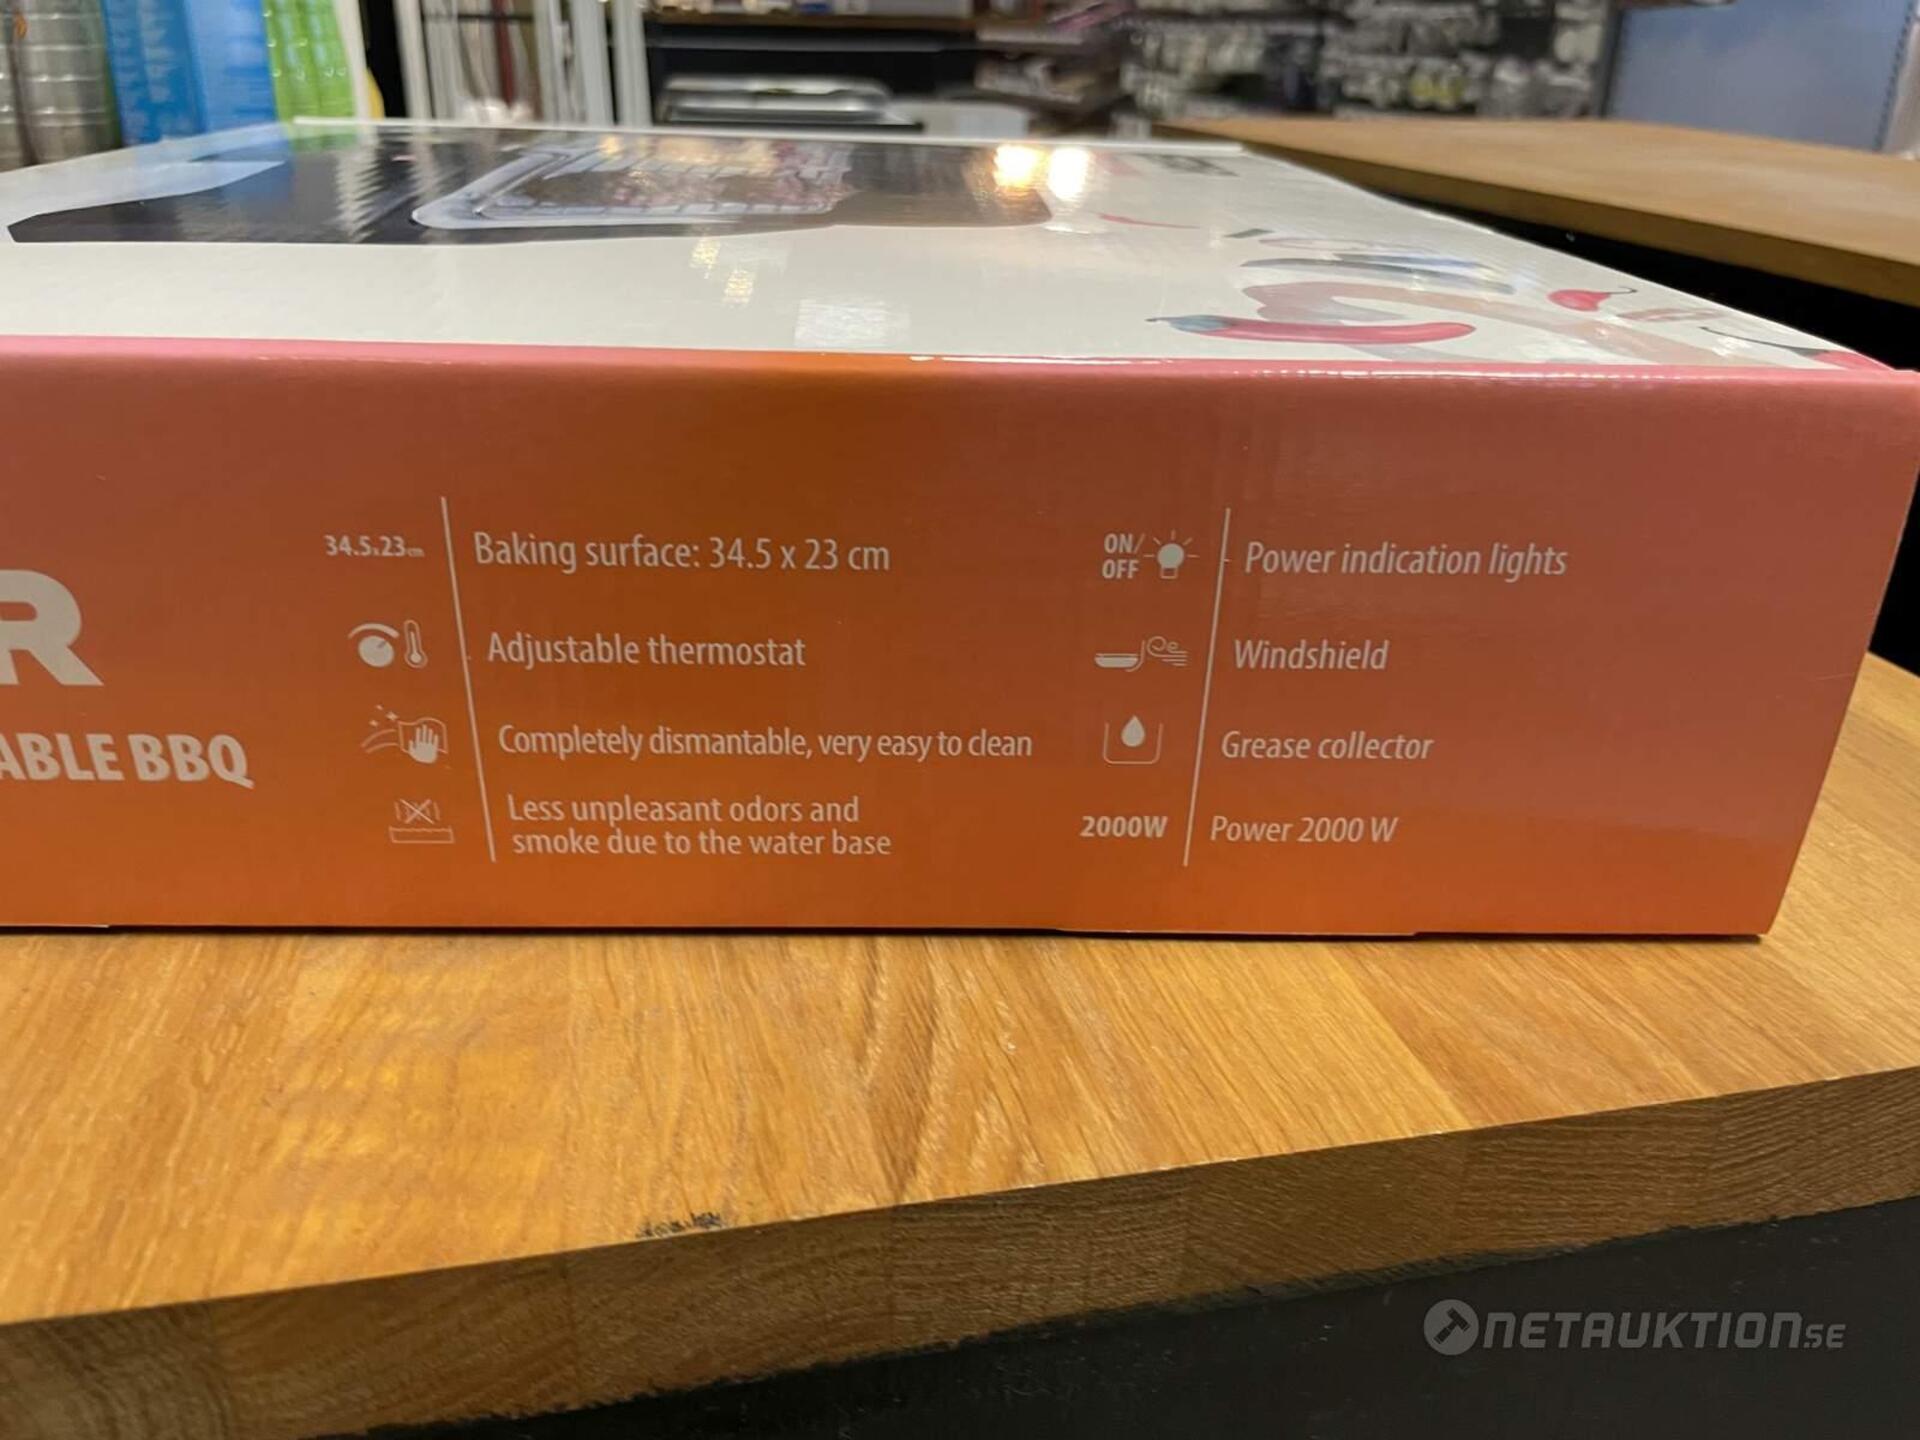 R
ABLE BBQ
34.5x23cm
Baking surface: 34.5 x 23 cm
Adjustable thermostat
Completely dismantable, very easy to clean
Less unpleasant odors and
smoke due to the water base
ON/
OFF
Power indication lights
Windshield
Grease collector
2000W
Power 2000 W
NETAUKTION.SE